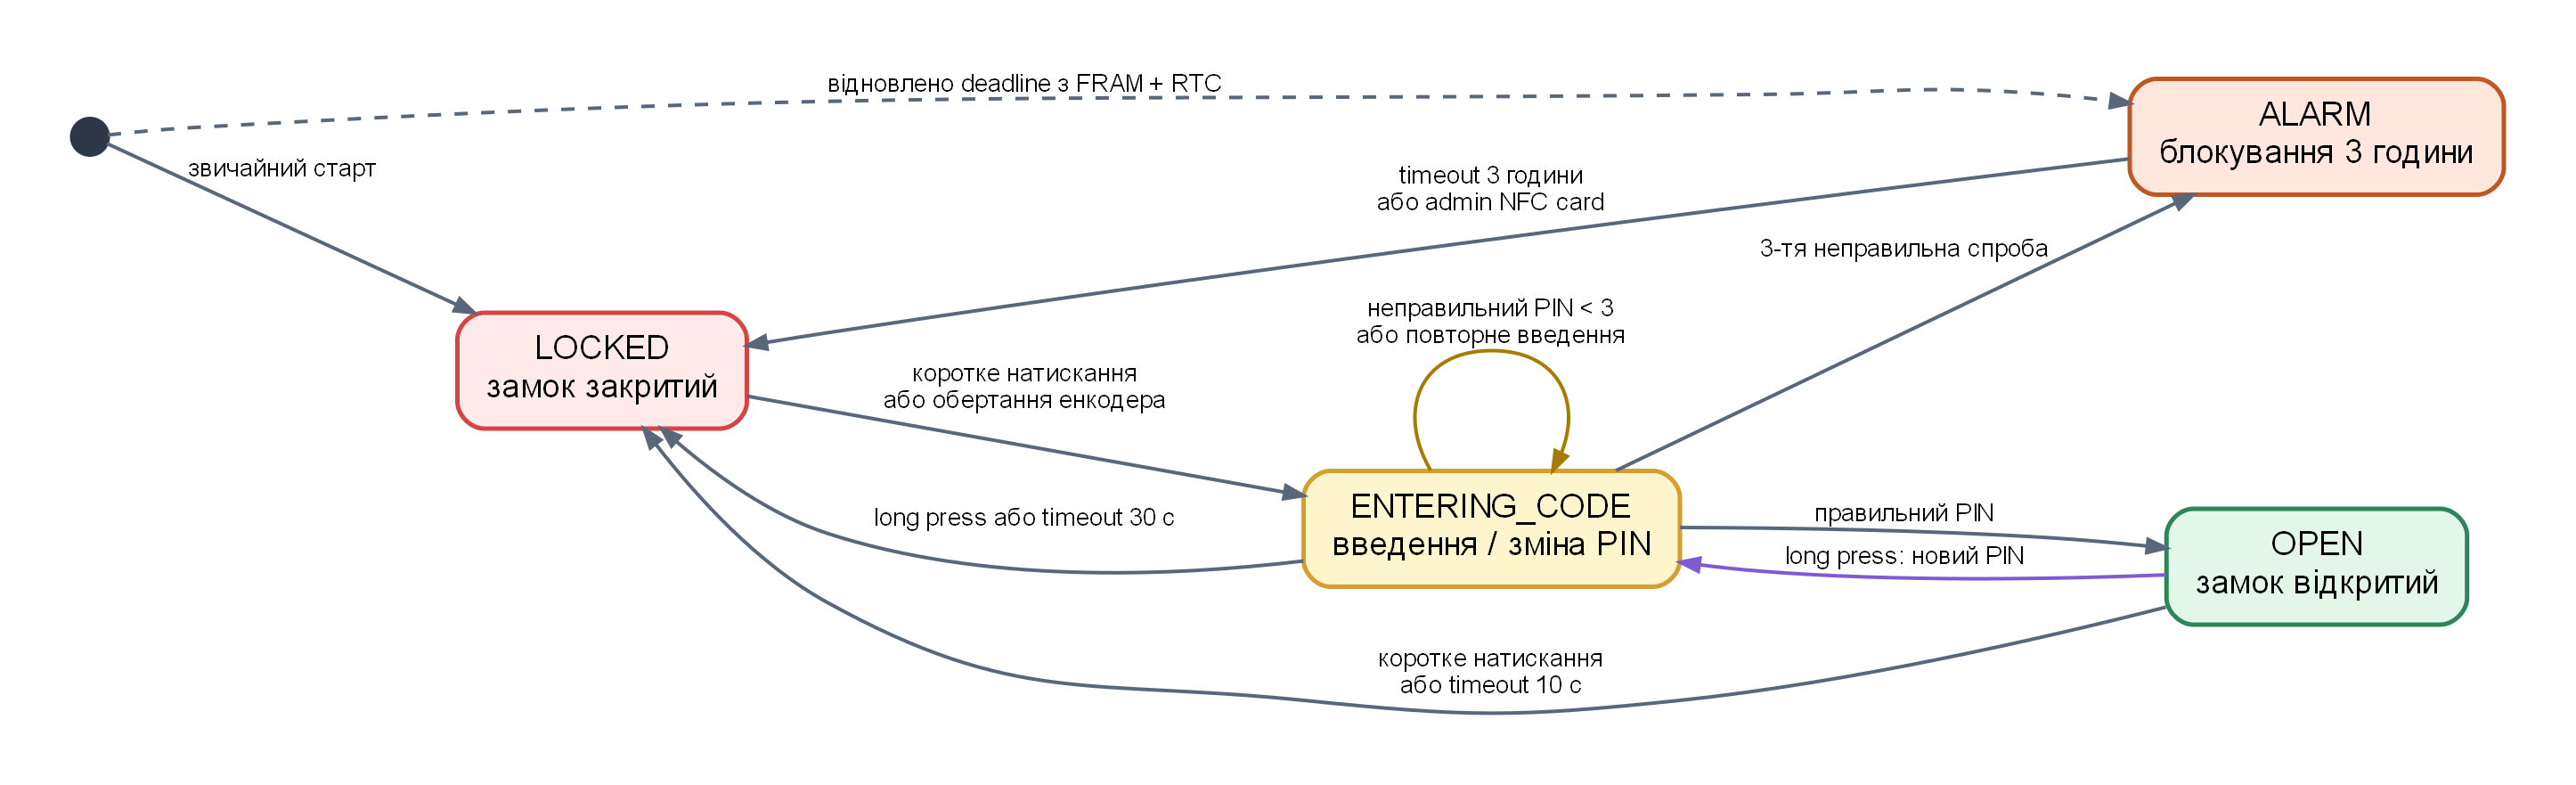 відновлено deadline з FRAM + RTC
ALARM
блокування 3 години
звичайний старт
timeout 3 години
або admin NFC card
3-тя неправильна спроба
неправильний PIN < 3
або повторне введення
LOCKED
замок закритий
коротке натискання
або обертання енкодера
long press або timeout 30 с
ENTERING_CODE
введення / зміна PIN
правильний PIN
long press: новий PIN
OPEN
замок відкритий
коротке натискання
або timeout 10 с